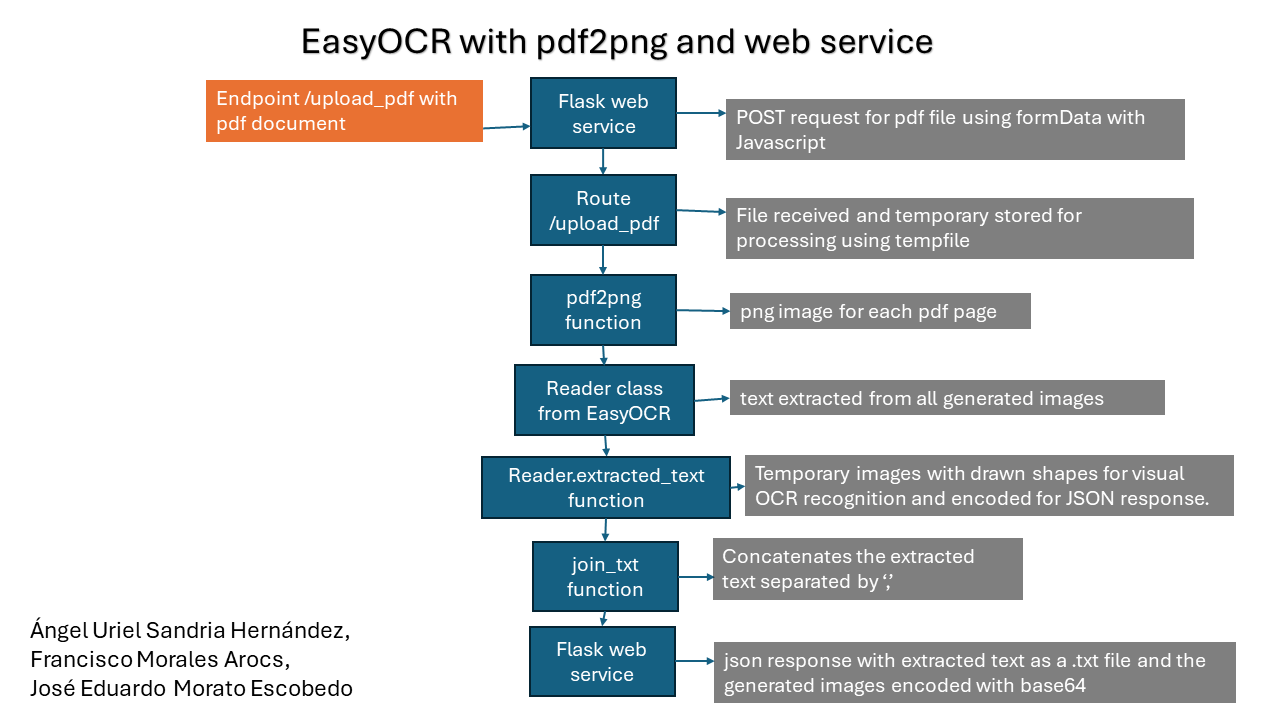 EasyOCR with pdf2png and web service
Endpoint /upload_pdf with
pdf document
Flask web
service
POST request for pdf file using formData with
Javascript
Route
/upload_pdf
File received and temporary stored for
processing using tempfile
pdf2png
function
png image for each pdf page
Reader class
from EasyOCR
text extracted from all generated images
Reader.extracted_text
function
Temporary images with drawn shapes for visual
OCR recognition and encoded for JSON response.
join_txt
function
Concatenates the extracted
text separated by ‘,’
Flask web
service
json response with extracted text as a .txt file and the
generated images encoded with base64
Ángel Uriel Sandria Hernández,
Francisco Morales Arocs,
José Eduardo Morato Escobedo